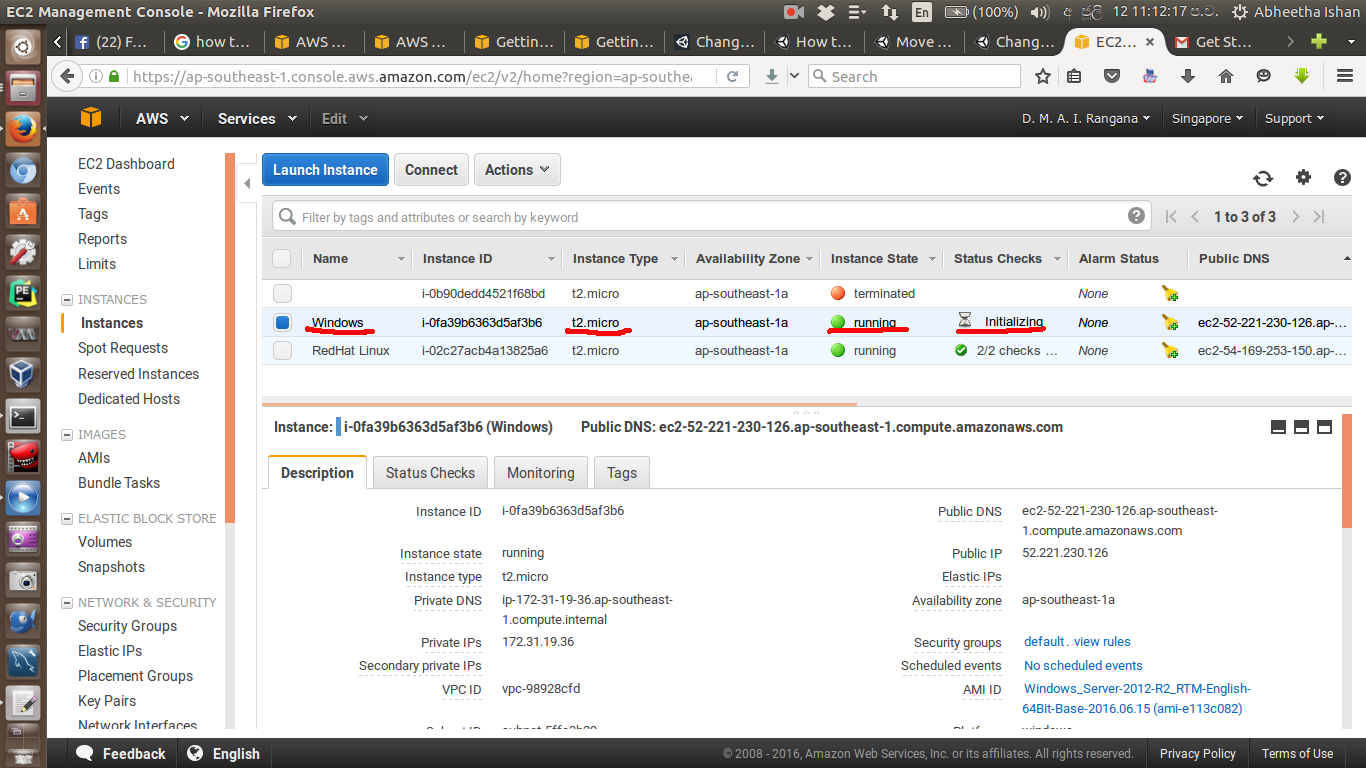 EC2 Management Console - Mozilla Firefox
En (100%) අ ජූලි 12 11:12:17 ප.ව. Abheetha Ishan
(22) F... how t... AWS ... AWS ... Gettin... Gettin... Chang... How t... Move ... Chang... EC2... Get St...
https://ap-southeast-1.console.aws.amazon.com/ec2/v2/home?region=ap-southea Search
AWS Services Edit D. M. A. I. Rangana Singapore Support
EC2 Dashboard
Events
Tags
Reports
Limits
INSTANCES
Instances
Spot Requests
Reserved Instances
Dedicated Hosts
IMAGES
AMIs
Bundle Tasks
ELASTIC BLOCK STORE
Volumes
Snapshots
NETWORK & SECURITY
Security Groups
Elastic IPs
Placement Groups
Key Pairs
Network Interfaces
Launch Instance Connect Actions
Filter by tags and attributes or search by keyword 1 to 3 of 3
Name Instance ID Instance Type Availability Zone Instance State Status Checks Alarm Status Public DNS
i-0b90dedd4521f68bd t2.micro ap-southeast-1a terminated None
Windows i-0fa39b6363d5af3b6 t2.micro ap-southeast-1a running Initializing None ec2-52-221-230-126.ap-...
RedHat Linux i-02c27acb4a13825a6 t2.micro ap-southeast-1a running 2/2 checks ... None ec2-54-169-253-150.ap-...
Instance: i-0fa39b6363d5af3b6 (Windows) Public DNS: ec2-52-221-230-126.ap-southeast-1.compute.amazonaws.com
Description Status Checks Monitoring Tags
Instance ID i-0fa39b6363d5af3b6 Public DNS ec2-52-221-230-126.ap-southeast-
1.compute.amazonaws.com
Instance state running Public IP 52.221.230.126
Instance type t2.micro Elastic IPs
Private DNS ip-172-31-19-36.ap-southeast- Availability zone ap-southeast-1a
1.compute.internal
Private IPs 172.31.19.36 Security groups default. view rules
Secondary private IPs Scheduled events No scheduled events
VPC ID vpc-98928cfd AMI ID Windows_Server-2012-R2_RTM-English-
64Bit-Base-2016.06.15 (ami-e113c082)
Feedback English © 2008 - 2016, Amazon Web Services, Inc. or its affiliates. All rights reserved. Privacy Policy Terms of Use